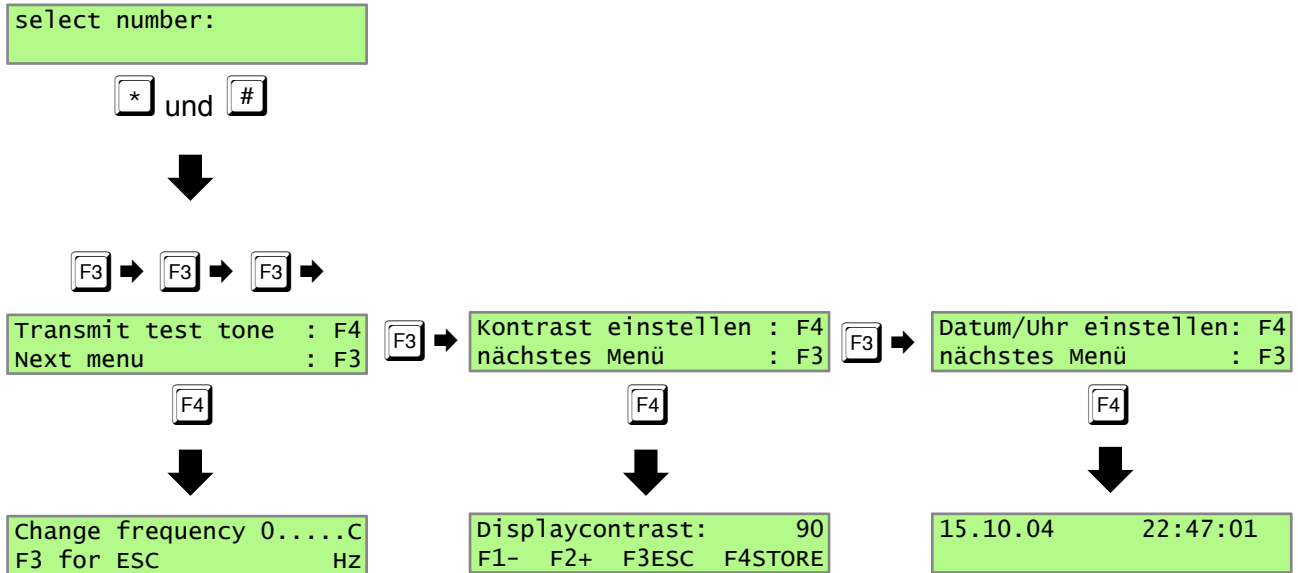 select number:
* und #
F3 F3 F3
Transmit test tone : F4
Next menu : F3
F3
Kontrast einstellen : F4
nächstes Menü : F3
F3
Datum/Uhr einstellen: F4
nächstes Menü : F3
F4
F4
F4
Change frequency 0.....C
F3 for ESC Hz
Displaycontrast: 90
F1- F2+ F3ESC F4STORE
15.10.04 22:47:01